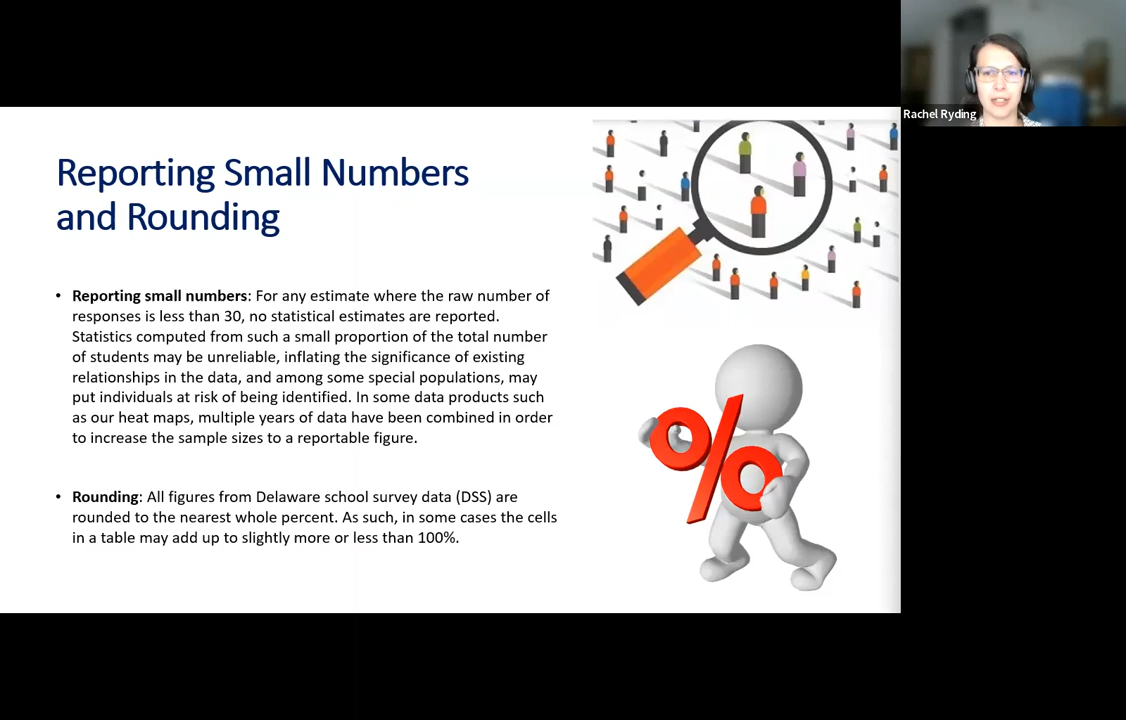 Rachel Ryding
Reporting Small Numbers
and Rounding
• Reporting small numbers: For any estimate where the raw number of
responses is less than 30, no statistical estimates are reported.
Statistics computed from such a small proportion of the total number
of students may be unreliable, inflating the significance of existing
relationships in the data, and among some special populations, may
put individuals at risk of being identified. In some data products such
as our heat maps, multiple years of data have been combined in order
to increase the sample sizes to a reportable figure.
• Rounding: All figures from Delaware school survey data (DSS) are
rounded to the nearest whole percent. As such, in some cases the cells
in a table may add up to slightly more or less than 100%.
%